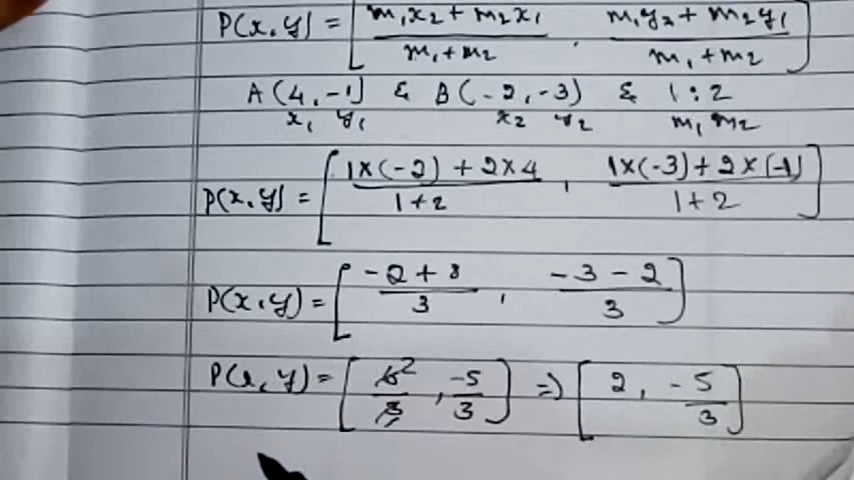 P(x,y) = [ m₁x₂ + m₂x₁ / m₁+m₂ , m₁y₂ + m₂y₁ / m₁+m₂ ]
A(4,-1) & B(-2,-3) & 1:2
x₁ y₁ x₂ y₂ m₁ m₂
P(x,y) = [ 1×(-2) + 2×4 / 1+2 , 1×(-3) + 2×(-1) / 1+2 ]
P(x,y) = [ -2+8 / 3 , -3-2 / 3 ]
P(x,y) = [ 6 2 / 3 , -5/3 ] => [ 2, -5/3 ]